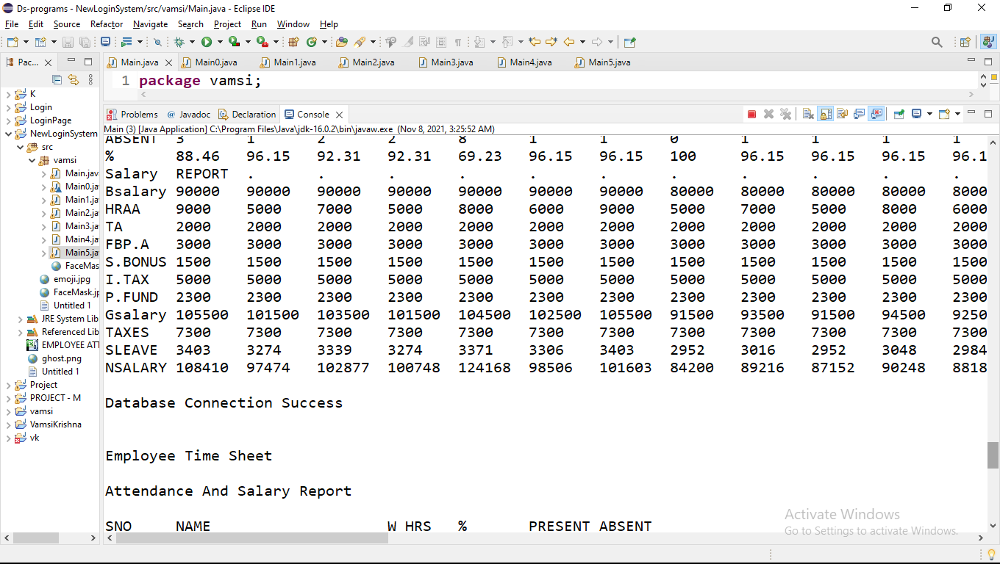 Ds-programs - NewLoginSystem/src/vamsi/Main.java - Eclipse IDE
File Edit Source Refactor Navigate Search Project Run Window Help
Pac...
K
Login
LoginPage
NewLoginSystem
src
vamsi
Main.jav
Main0.ja
Main1.ja
Main2.ja
Main3.ja
Main4.ja
Main5.ja
FaceMas
emoji.jpg
FaceMask.jp
Untitled 1
JRE System Lib
Referenced Lib
EMPLOYEE ATT
ghost.png
Untitled 1
Project
PROJECT - M
vamsi
VamsiKrishna
vk
Main.java Main0.java Main1.java Main2.java Main3.java Main4.java Main5.java
1 package vamsi;
Problems @ Javadoc Declaration Console
Main (3) [Java Application] C:\Program Files\Java\jdk-16.0.2\bin\javaw.exe (Nov 8, 2021, 3:25:52 AM)
ABSENT 3 1 2 2 8 1 1 0 1 1 1 1
% 88.46 96.15 92.31 92.31 69.23 96.15 96.15 100 96.15 96.15 96.15 96.1
Salary REPORT . . . . . . . . . . .
Bsalary 90000 90000 90000 90000 90000 90000 90000 80000 80000 80000 80000 8000
HRAA 9000 5000 7000 5000 8000 6000 9000 5000 7000 5000 8000 6000
TA 2000 2000 2000 2000 2000 2000 2000 2000 2000 2000 2000 2000
FBP.A 3000 3000 3000 3000 3000 3000 3000 3000 3000 3000 3000 3000
S.BONUS 1500 1500 1500 1500 1500 1500 1500 1500 1500 1500 1500 1500
I.TAX 5000 5000 5000 5000 5000 5000 5000 5000 5000 5000 5000 5000
P.FUND 2300 2300 2300 2300 2300 2300 2300 2300 2300 2300 2300 2300
Gsalary 105500 101500 103500 101500 104500 102500 105500 91500 93500 91500 94500 9250
TAXES 7300 7300 7300 7300 7300 7300 7300 7300 7300 7300 7300 7300
SLEAVE 3403 3274 3339 3274 3371 3306 3403 2952 3016 2952 3048 2984
NSALARY 108410 97474 102877 100748 124168 98506 101603 84200 89216 87152 90248 8818
Database Connection Success
Employee Time Sheet
Attendance And Salary Report
SNO NAME W HRS % PRESENT ABSENT
Activate Windows
Go to Settings to activate Windows.